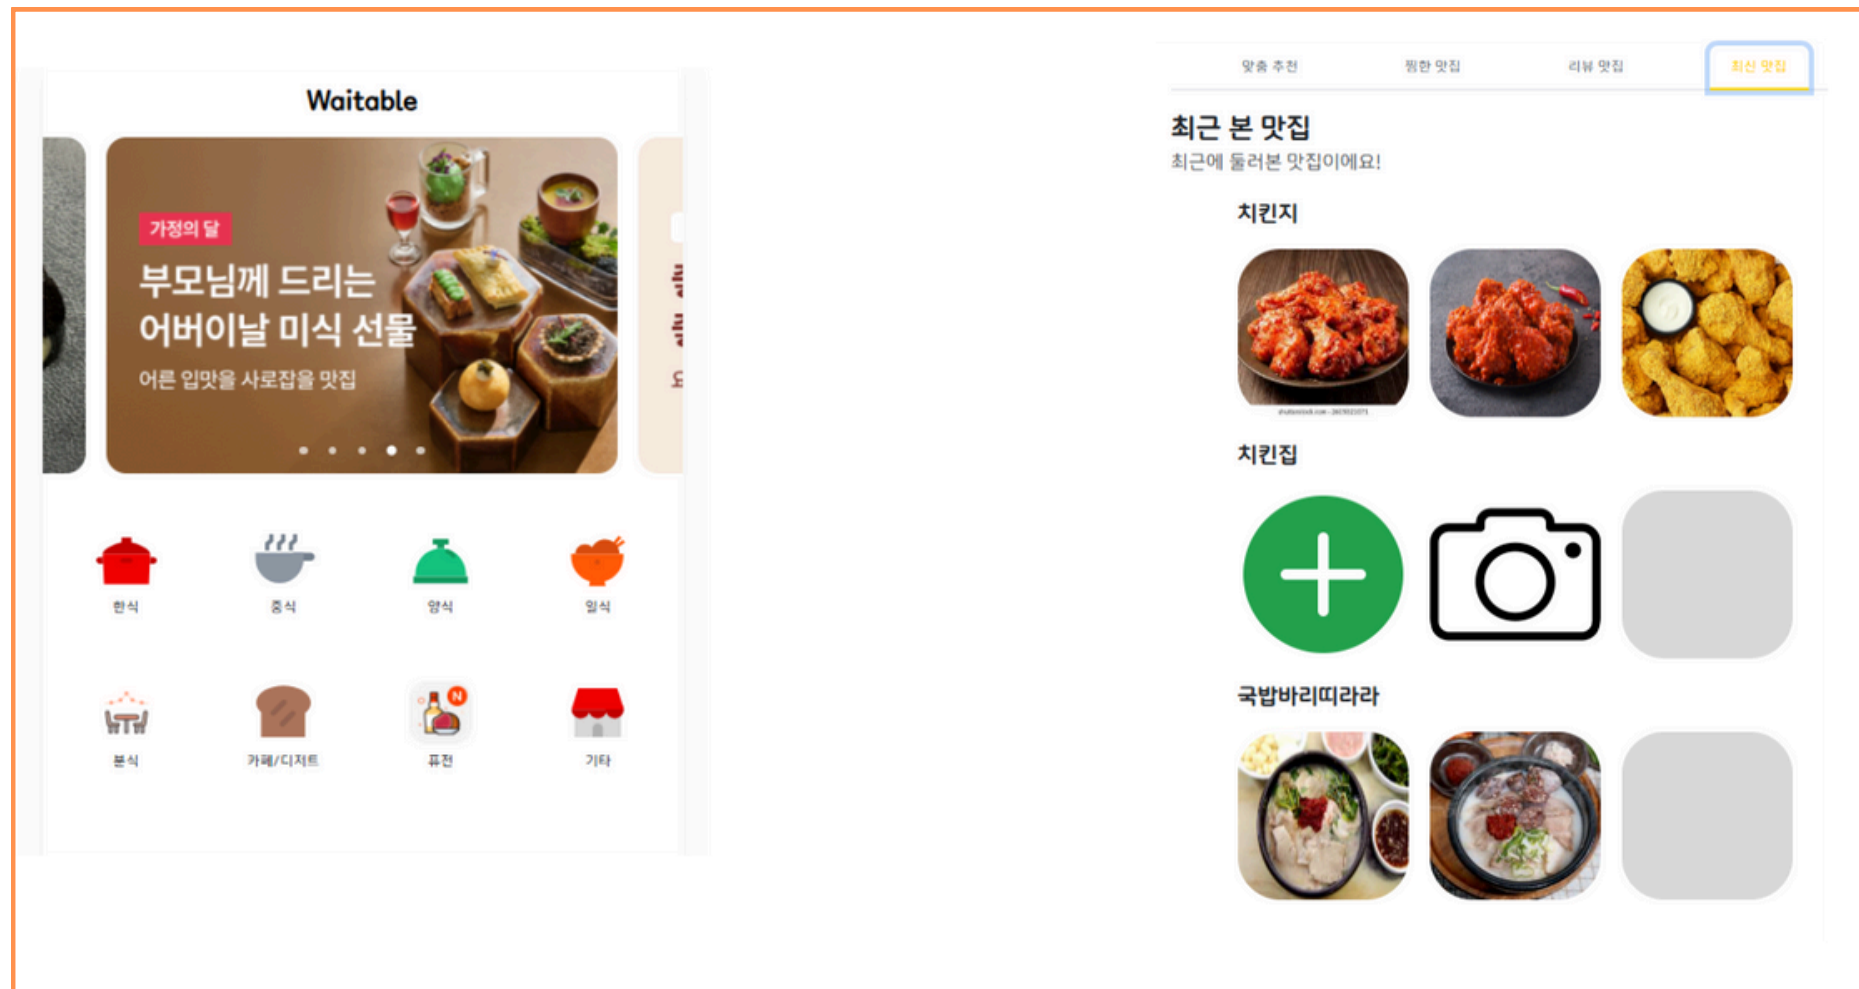 Waitable
가정의 달
부모님께 드리는
어버이날 미식 선물
어른 입맛을 사로잡을 맛집
한식
중식
양식
일식
분식
카페/디저트
N
퓨전
기타
맞춤 추천
찜한 맛집
리뷰 맛집
최신 맛집
최근 본 맛집
최근에 둘러본 맛집이에요!
치킨지
치킨집
국밥바리띠라라